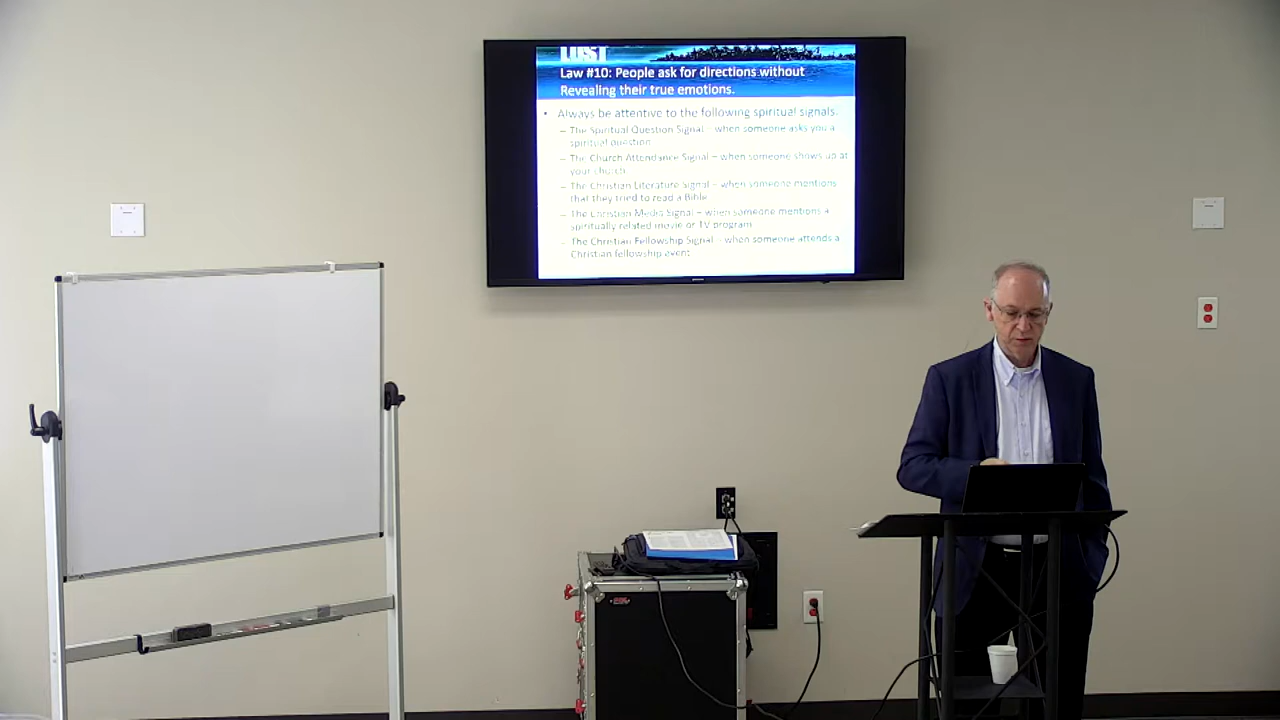 LUST
Law #10: People ask for directions without
Revealing their true emotions.
• Always be attentive to the following spiritual signals:
– The Spiritual Question Signal – when someone asks you a
spiritual question
– The Church Attendance Signal – when someone shows up at
your church
– The Christian Literature Signal – when someone mentions
that they tried to read a Bible
– The Christian Media Signal – when someone mentions a
spiritually related movie or TV program
– The Christian Fellowship Signal – when someone attends a
Christian fellowship event